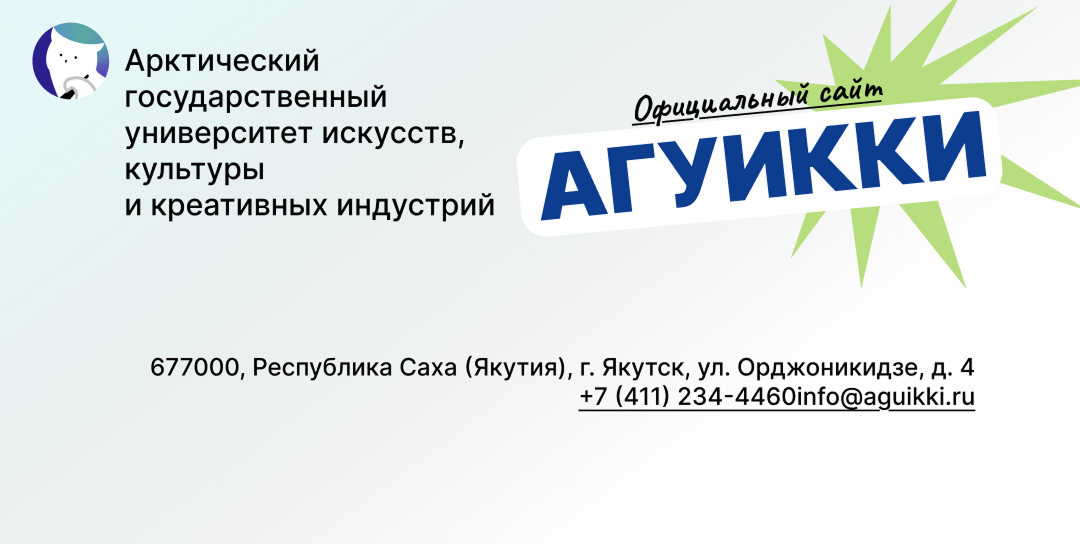 Арктический
государственный
университет искусств,
культуры
и креативных индустрий
Официальный сайт
АГУИККИ
677000, Республика Саха (Якутия), г. Якутск, ул. Орджоникидзе, д. 4
+7 (411) 234-4460info@aguikki.ru